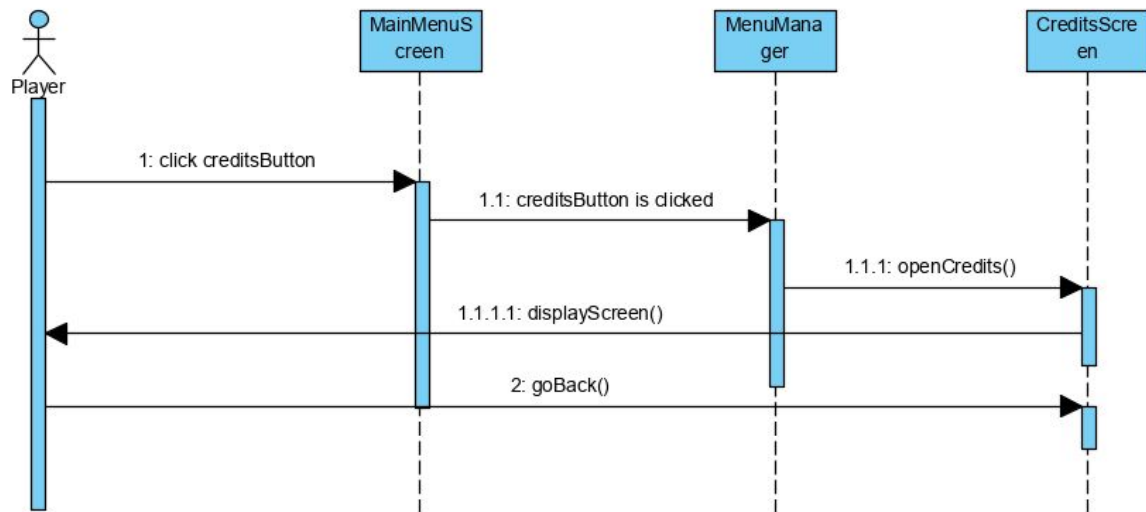 MainMenuS
creen
MenuMana
ger
CreditsScre
en
Player
1: click creditsButton
1.1: creditsButton is clicked
1.1.1: openCredits()
1.1.1.1: displayScreen()
2: goBack()